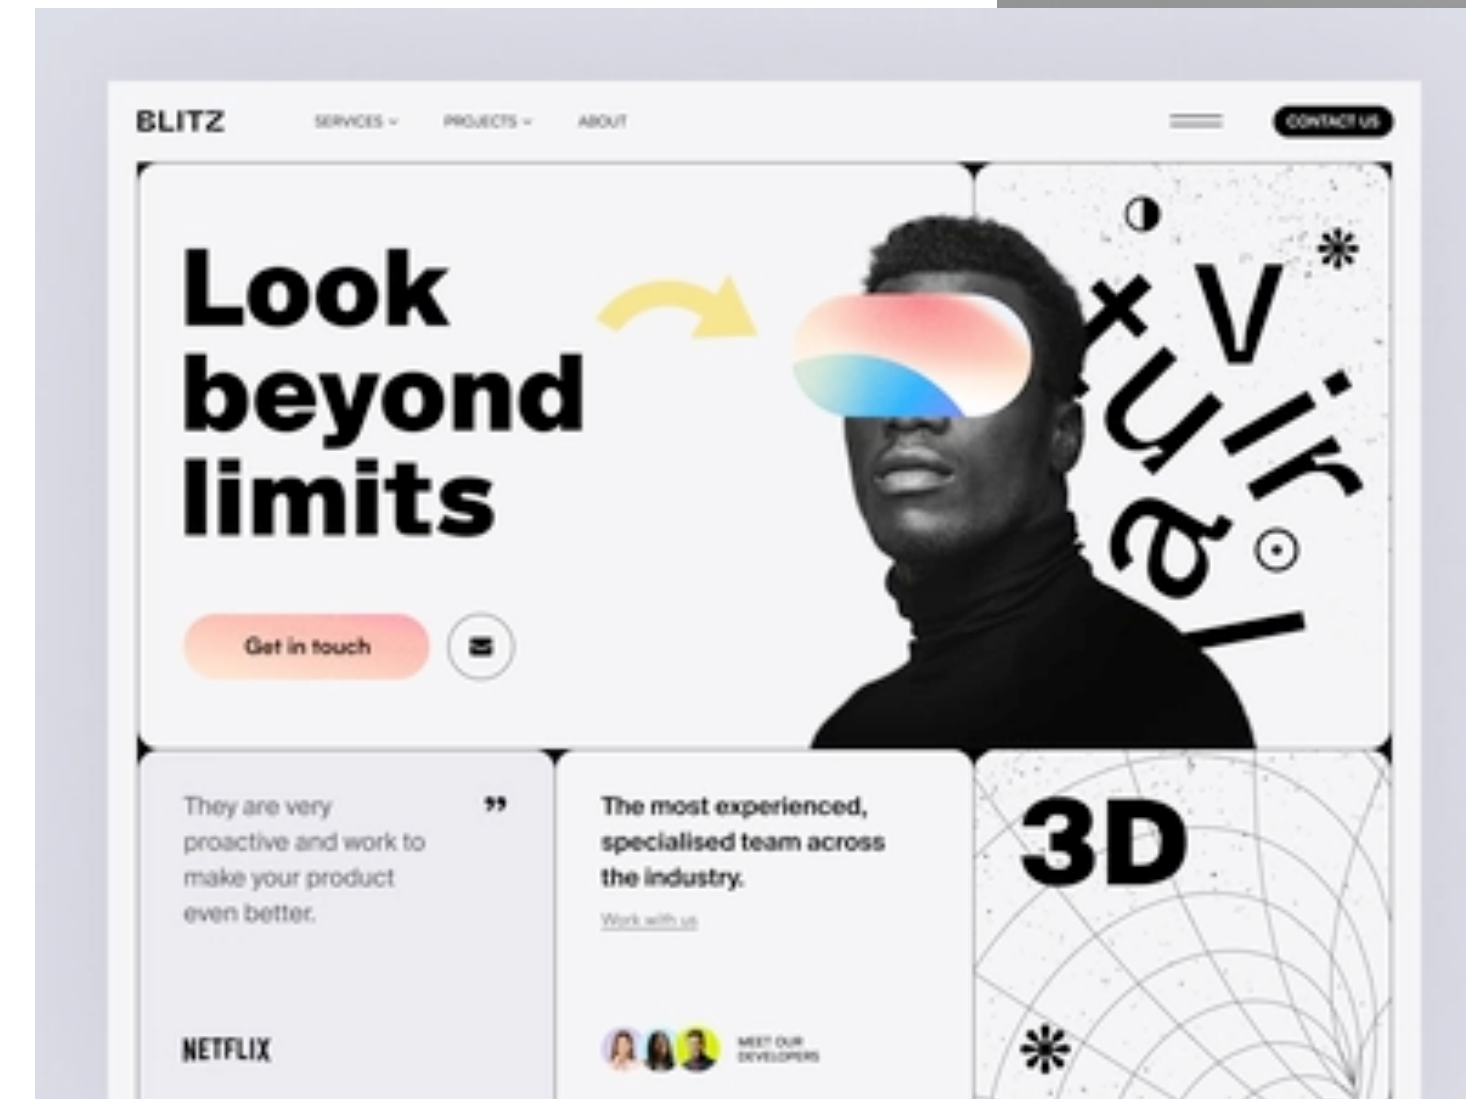 BLITZ
SERVICES
PROJECTS
ABOUT
CONTACT US
Look
beyond
limits
Get in touch
V
ir
tu
a
l
They are very
proactive and work to
make your product
even better.
”
NETFLIX
The most experienced,
specialised team across
the industry.
Work with us
MEET OUR
DEVELOPERS
3D